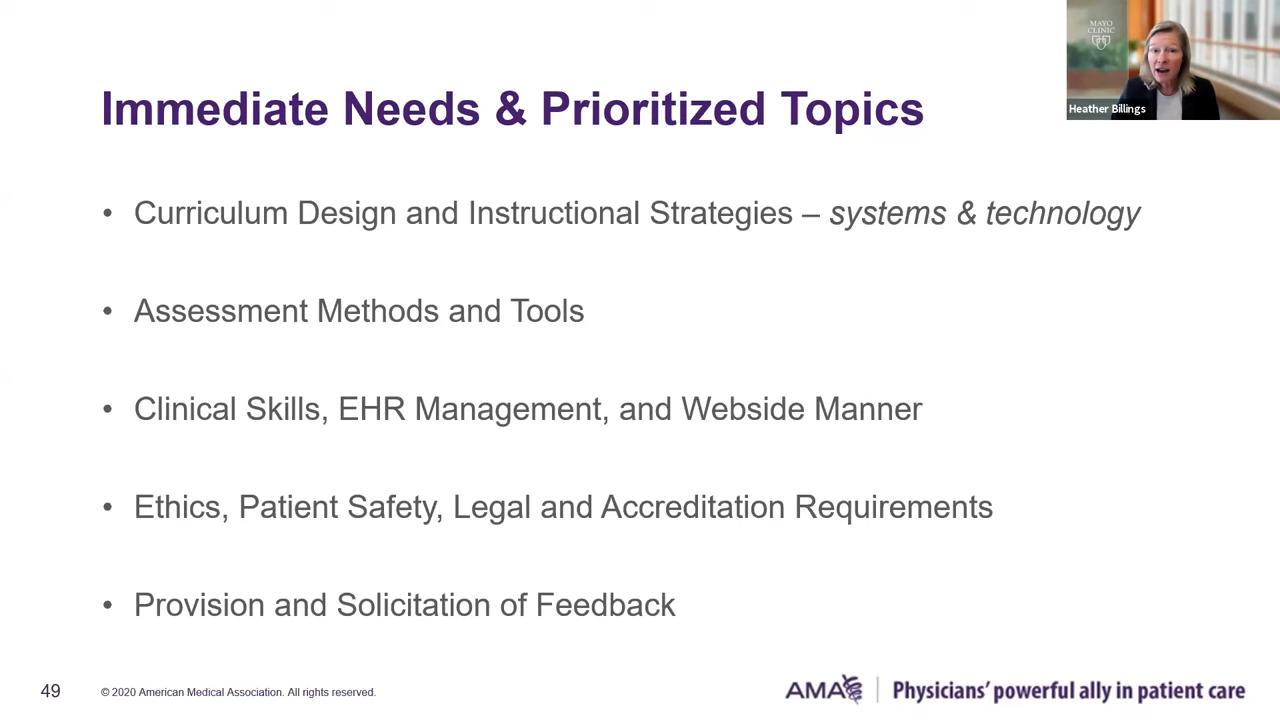 MAYO
CLINIC
Heather Billings
Immediate Needs & Prioritized Topics
• Curriculum Design and Instructional Strategies – systems & technology
• Assessment Methods and Tools
• Clinical Skills, EHR Management, and Webside Manner
• Ethics, Patient Safety, Legal and Accreditation Requirements
• Provision and Solicitation of Feedback
49
© 2020 American Medical Association. All rights reserved.
AMA
Physicians' powerful ally in patient care